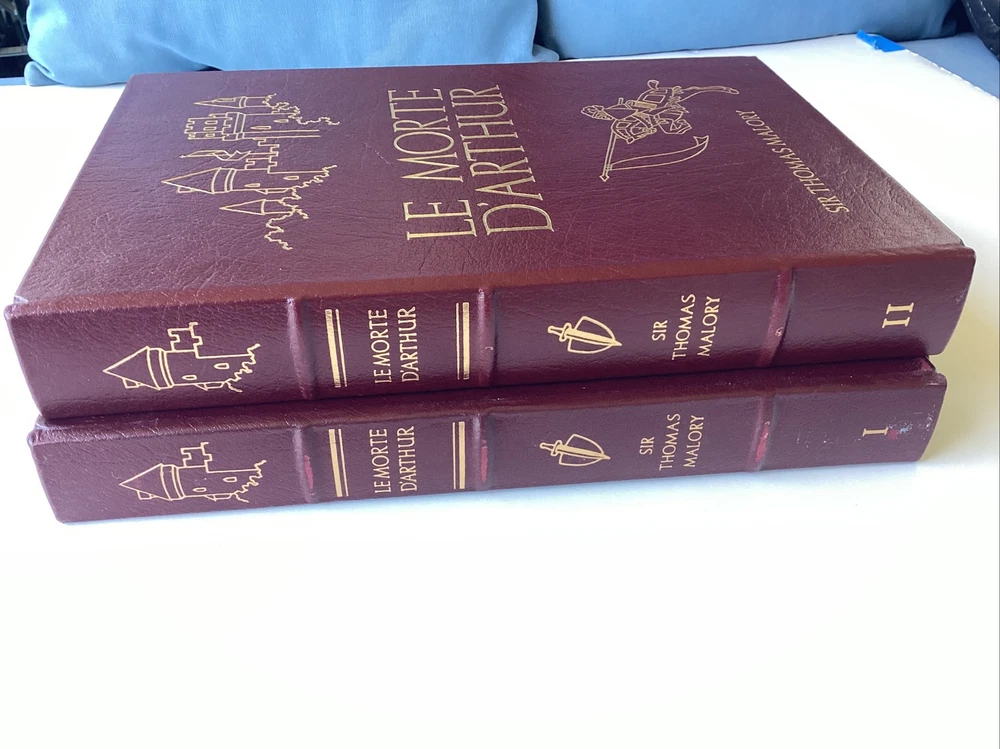 LE MORTE
D'ARTHUR
SIR THOMAS MALORY
LE MORTE
D'ARTHUR
SIR
THOMAS
MALORY
II
LE MORTE
D'ARTHUR
SIR
THOMAS
MALORY
I